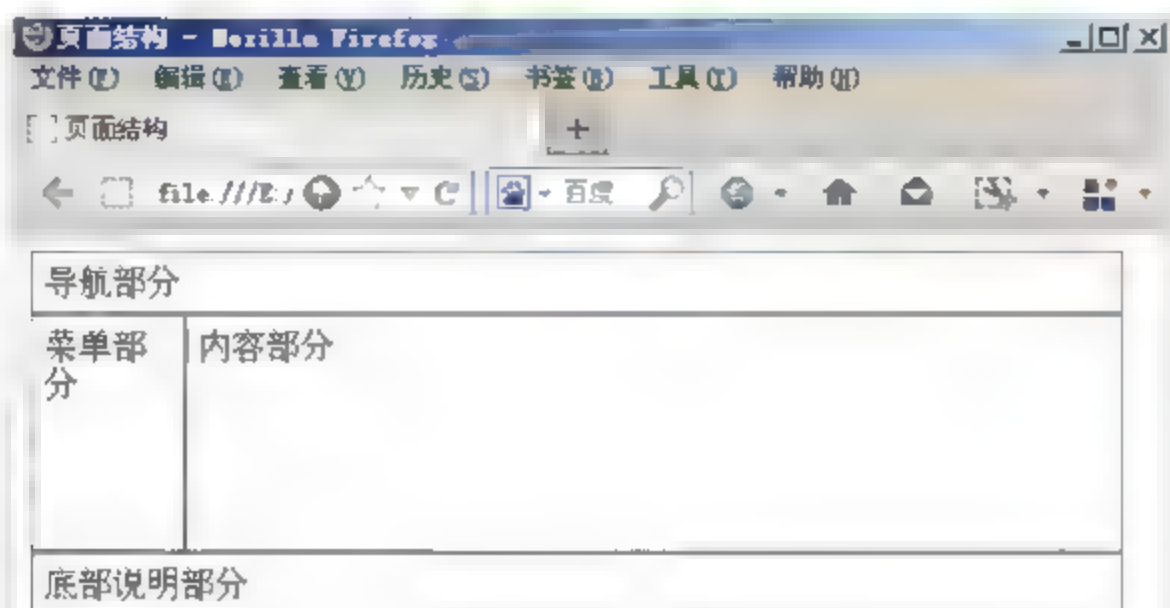 页面结构 - Mozilla Firefox
文件(F) 编辑(E) 查看(V) 历史(S) 书签(B) 工具(T) 帮助(H)
页面结构 +
file:///E:/ 百度
导航部分
菜单部分 内容部分
底部说明部分